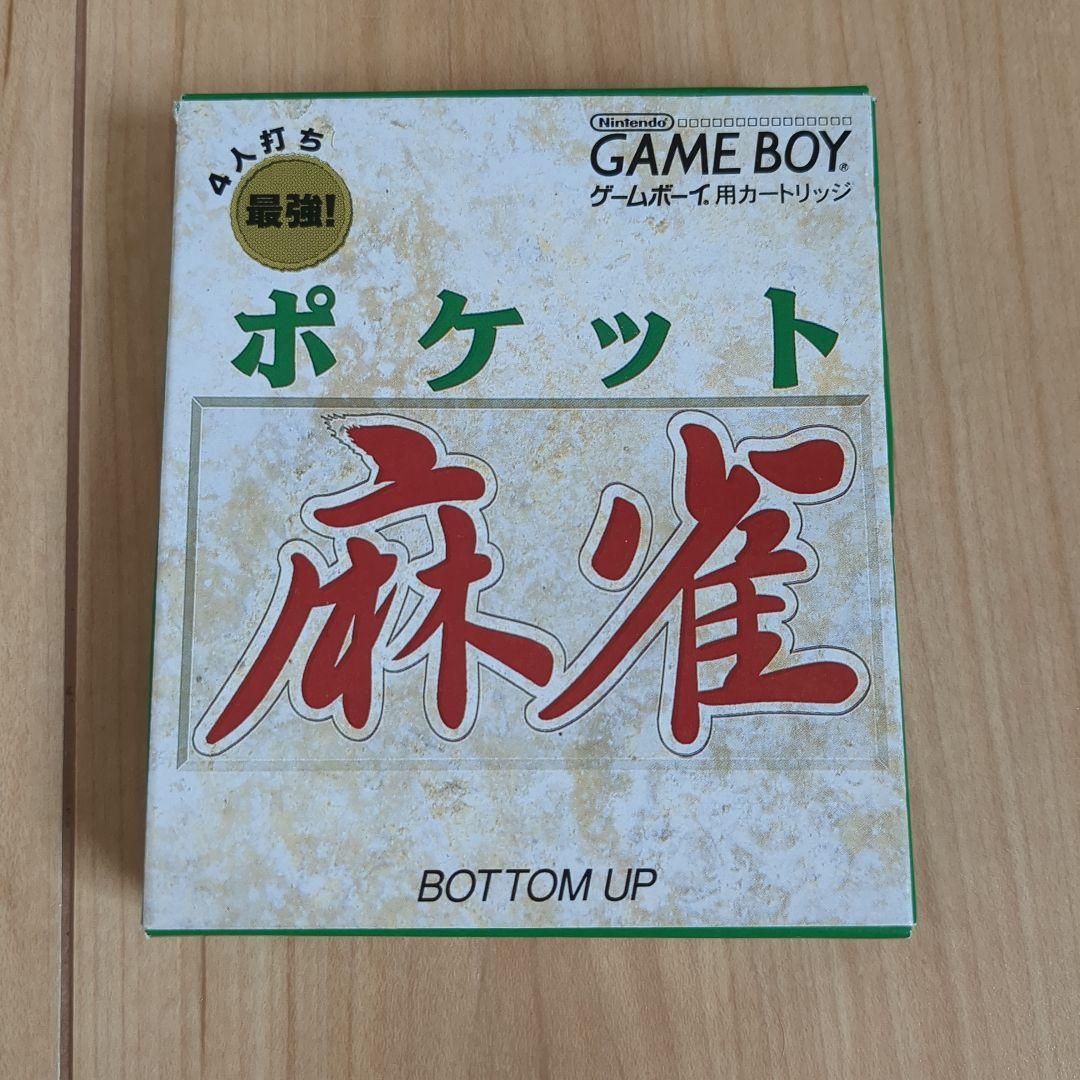 4人打ち
最強!
Nintendo
GAME BOY®
ゲームボーイ®用カートリッジ
ポケット
麻雀
BOTTOM UP